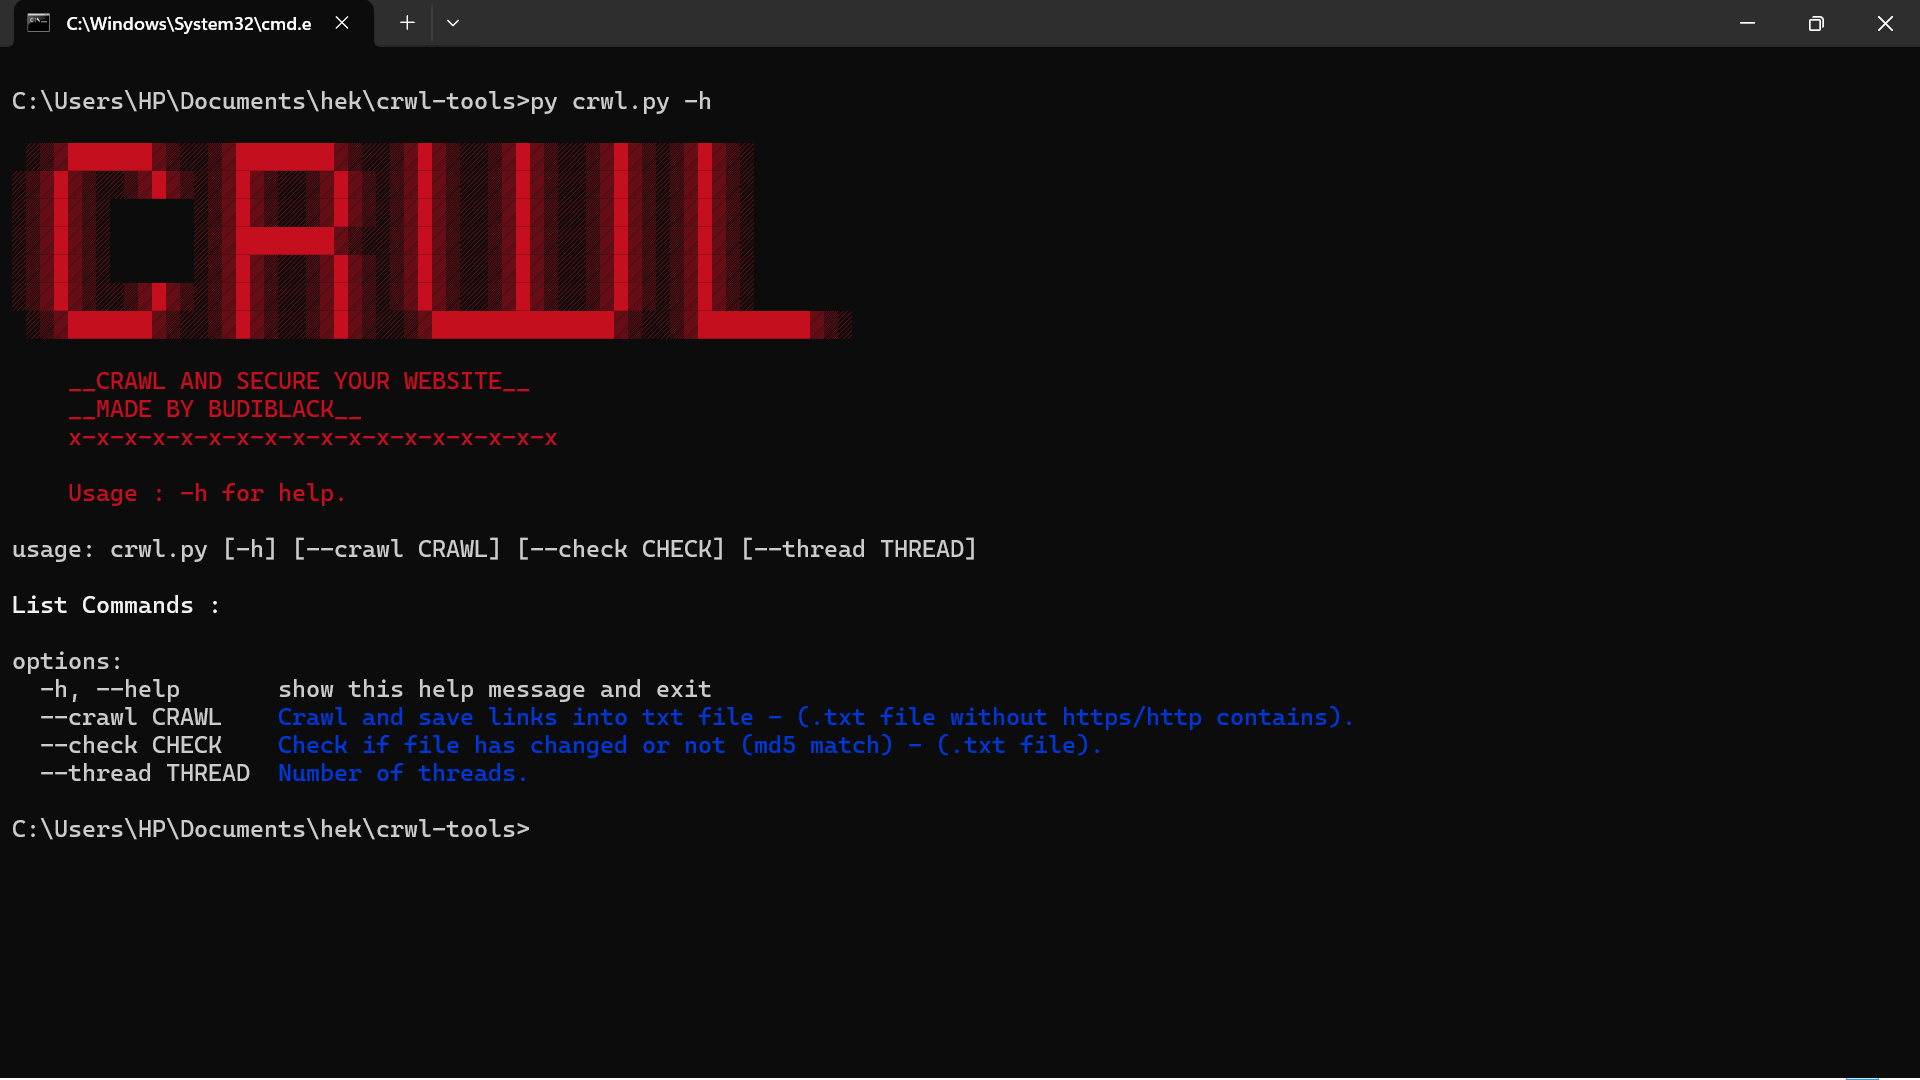 C:\Windows\System32\cmd.e
C:\Users\HP\Documents\hek\crwl-tools>py crwl.py -h
CRWL
__CRAWL AND SECURE YOUR WEBSITE__
__MADE BY BUDIBLACK__
x-x-x-x-x-x-x-x-x-x-x-x-x-x-x-x-x-x
Usage : -h for help.
usage: crwl.py [-h] [--crawl CRAWL] [--check CHECK] [--thread THREAD]
List Commands :
options:
-h, --help show this help message and exit
--crawl CRAWL Crawl and save links into txt file - (.txt file without https/http contains).
--check CHECK Check if file has changed or not (md5 match) - (.txt file).
--thread THREAD Number of threads.
C:\Users\HP\Documents\hek\crwl-tools>